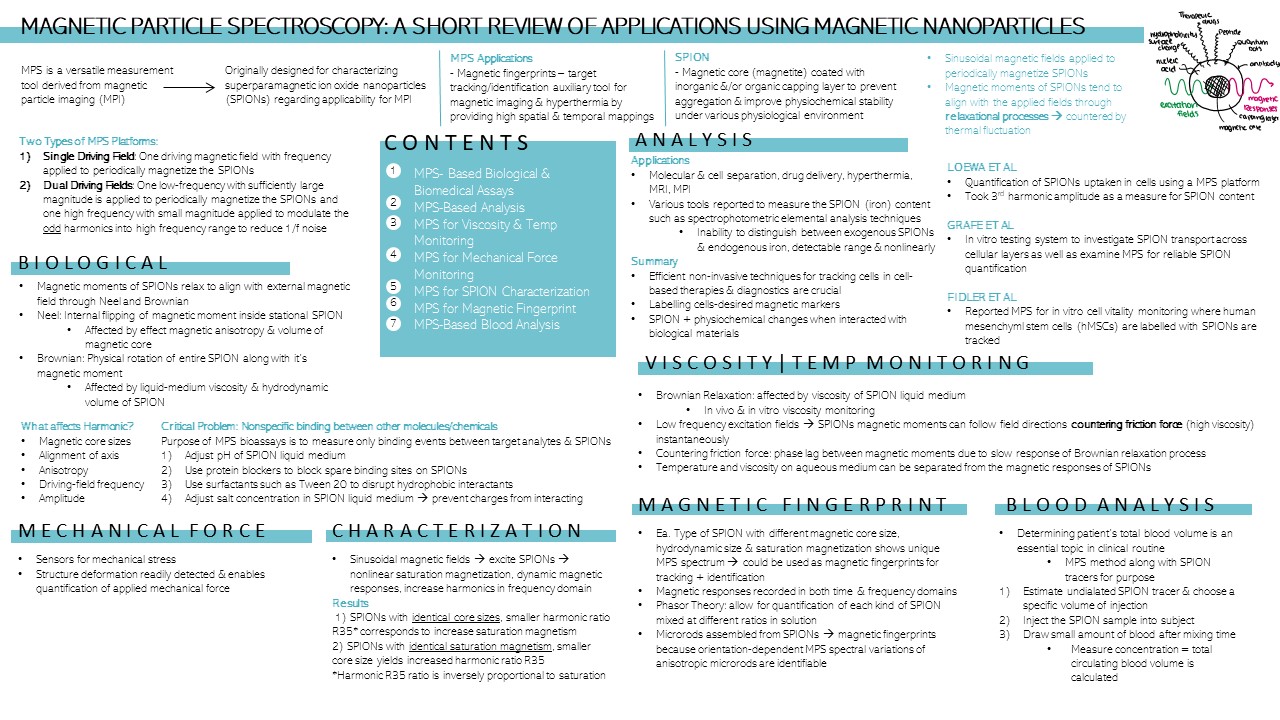 MAGNETIC PARTICLE SPECTROSCOPY: A SHORT REVIEW OF APPLICATIONS USING MAGNETIC NANOPARTICLES
MPS is a versatile measurement
tool derived from magnetic
particle imaging (MPI)
Originally designed for characterizing
superparamagnetic ion oxide nanoparticles
(SPIONs) regarding applicability for MPI
MPS Applications
- Magnetic fingerprints – target
tracking/identification auxiliary tool for
magnetic imaging & hyperthermia by
providing high spatial & temporal mappings
SPION
- Magnetic core (magnetite) coated with
inorganic &/or organic capping layer to prevent
aggregation & improve physiochemical stability
under various physiological environment
• Sinusoidal magnetic fields applied to
periodically magnetize SPIONs
• Magnetic moments of SPIONs tend to
align with the applied fields through
relaxational processes → countered by
thermal fluctuation
Therapeutic drugs
Peptide
quantum dots
antibody
magnetic responses
capping layer
magnetic core
excitation fields
nucleic acid
hydrophobicity
surface charge
Two Types of MPS Platforms:
1) Single Driving Field: One driving magnetic field with frequency
applied to periodically magnetize the SPIONs
2) Dual Driving Fields: One low-frequency with sufficiently large
magnitude is applied to periodically magnetize the SPIONs and
one high frequency with small magnitude applied to modulate the
odd harmonics into high frequency range to reduce 1/f noise
CONTENTS
1 MPS- Based Biological &
Biomedical Assays
2 MPS-Based Analysis
3 MPS for Viscosity & Temp
Monitoring
4 MPS for Mechanical Force
Monitoring
5 MPS for SPION Characterization
6 MPS for Magnetic Fingerprint
7 MPS-Based Blood Analysis
ANALYSIS
Applications
• Molecular & cell separation, drug delivery, hyperthermia,
MRI, MPI
• Various tools reported to measure the SPION (iron) content
such as spectrophotometric elemental analysis techniques
• Inability to distinguish between exogenous SPIONs
& endogenous iron, detectable range & nonlinearly
Summary
• Efficient non-invasive techniques for tracking cells in cell-
based therapies & diagnostics are crucial
• Labelling cells-desired magnetic markers
• SPION + physiochemical changes when interacted with
biological materials
LOEWA ET AL
• Quantification of SPIONs uptaken in cells using a MPS platform
• Took 3rd harmonic amplitude as a measure for SPION content
GRAFE ET AL
• In vitro testing system to investigate SPION transport across
cellular layers as well as examine MPS for reliable SPION
quantification
FIDLER ET AL
• Reported MPS for in vitro cell vitality monitoring where human
mesenchymi stem cells (hMSCs) are labelled with SPIONs are
tracked
BIOLOGICAL
• Magnetic moments of SPIONs relax to align with external magnetic
field through Neel and Brownian
• Neel: Internal flipping of magnetic moment inside stational SPION
• Affected by effect magnetic anisotropy & volume of
magnetic core
• Brownian: Physical rotation of entire SPION along with it's
magnetic moment
• Affected by liquid-medium viscosity & hydrodynamic
volume of SPION
What affects Harmonic?
• Magnetic core sizes
• Alignment of axis
• Anisotropy
• Driving-field frequency
• Amplitude
Critical Problem: Nonspecific binding between other molecules/chemicals
Purpose of MPS bioassays is to measure only binding events between target analytes & SPIONs
1) Adjust pH of SPION liquid medium
2) Use protein blockers to block spare binding sites on SPIONs
3) Use surfactants such as Tween 20 to disrupt hydrophobic interactants
4) Adjust salt concentration in SPION liquid medium → prevent charges from interacting
VISCOSITY|TEMP MONITORING
• Brownian Relaxation: affected by viscosity of SPION liquid medium
• In vivo & in vitro viscosity monitoring
• Low frequency excitation fields → SPIONs magnetic moments can follow field directions countering friction force (high viscosity)
instantaneously
• Countering friction force: phase lag between magnetic moments due to slow response of Brownian relaxation process
• Temperature and viscosity on aqueous medium can be separated from the magnetic responses of SPIONs
MECHANICAL FORCE
• Sensors for mechanical stress
• Structure deformation readily detected & enables
quantification of applied mechanical force
CHARACTERIZATION
• Sinusoidal magnetic fields → excite SPIONs →
nonlinear saturation magnetization, dynamic magnetic
responses, increase harmonics in frequency domain
Results
1) SPIONs with identical core sizes, smaller harmonic ratio
R35* corresponds to increase saturation magnetism
2) SPIONs with identical saturation magnetism, smaller
core size yields increased harmonic ratio R35
*Harmonic R35 ratio is inversely proportional to saturation
MAGNETIC FINGERPRINT
• Ea. Type of SPION with different magnetic core size,
hydrodynamic size & saturation magnetization shows unique
MPS spectrum → could be used as magnetic fingerprints for
tracking + identification
• Magnetic responses recorded in both time & frequency domains
• Phasor Theory: allow for quantification of each kind of SPION
mixed at different ratios in solution
• Microrods assembled from SPIONs → magnetic fingerprints
because orientation-dependent MPS spectral variations of
anisotropic microrods are identifiable
BLOOD ANALYSIS
• Determining patient's total blood volume is an
essential topic in clinical routine
• MPS method along with SPION
tracers for purpose
1) Estimate undialated SPION tracer & choose a
specific volume of injection
2) Inject the SPION sample into subject
3) Draw small amount of blood after mixing time
• Measure concentration = total
circulating blood volume is
calculated